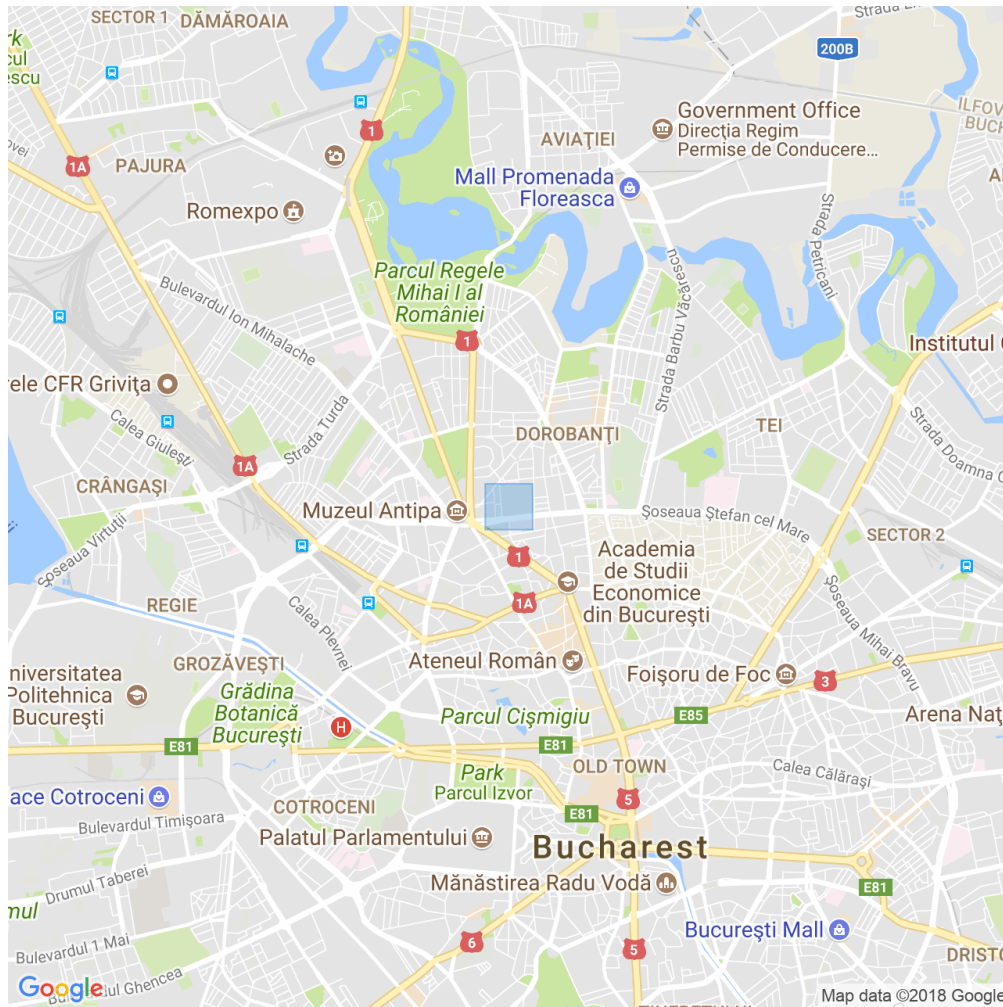 SECTOR 1
DĂMĂROAIA
200B
Government Office
Direcția Regim
Permise de Conducere...
1
AVIAȚIEI
1A
PAJURA
Mall Promenada
Floreasca
Romexpo
Strada Petricani
Strada Barbu Văcărescu
Parcul Regele
Mihai I al
României
Bulevardul Ion Mihalache
1
Institutul
rele CFR Grivița
Strada Turda
Calea Giulești
DOROBANȚI
TEI
Strada Doamna
1A
CRÂNGAȘI
Muzeul Antipa
Șoseaua Ștefan cel Mare
SECTOR 2
Șoseaua Virtuții
1
Academia
de Studii
Economice
din București
REGIE
Calea Plevnei
1A
Șoseaua Mihai Bravu
GROZĂVEȘTI
Ateneul Român
Foișoru de Foc
3
niversitatea
Politehnica
București
Grădina
Botanică
București
H
Parcul Cișmigiu
E85
Arena Naț
E81
E81
OLD TOWN
Calea Călărași
Park
Parcul Izvor
ace Cotroceni
COTROCENI
5
E81
Bulevardul Timișoara
Palatul Parlamentului
Bucharest
Drumul Taberei
Mănăstirea Radu Vodă
E81
mul
București Mall
6
5
Bulevardul 1 Mai
DRISTO
Google
Bulevardul Ghencea
Map data ©2018 Google